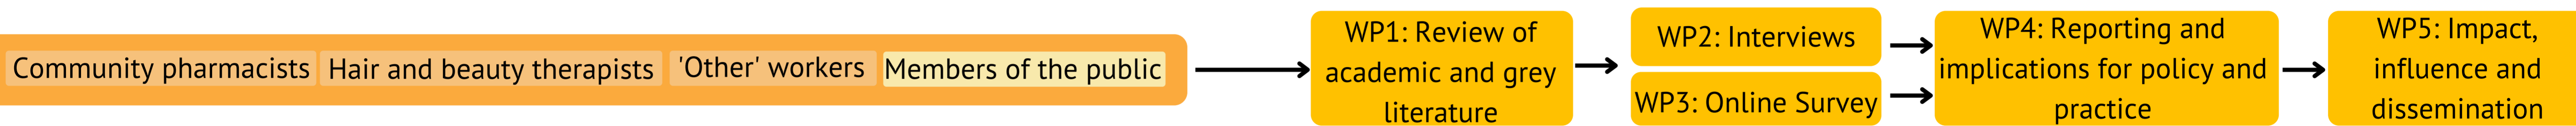 Community pharmacists
Hair and beauty therapists
'Other' workers
Members of the public
WP1: Review of
academic and grey
literature
WP2: Interviews
WP3: Online Survey
WP4: Reporting and
implications for policy and
practice
WP5: Impact,
influence and
dissemination